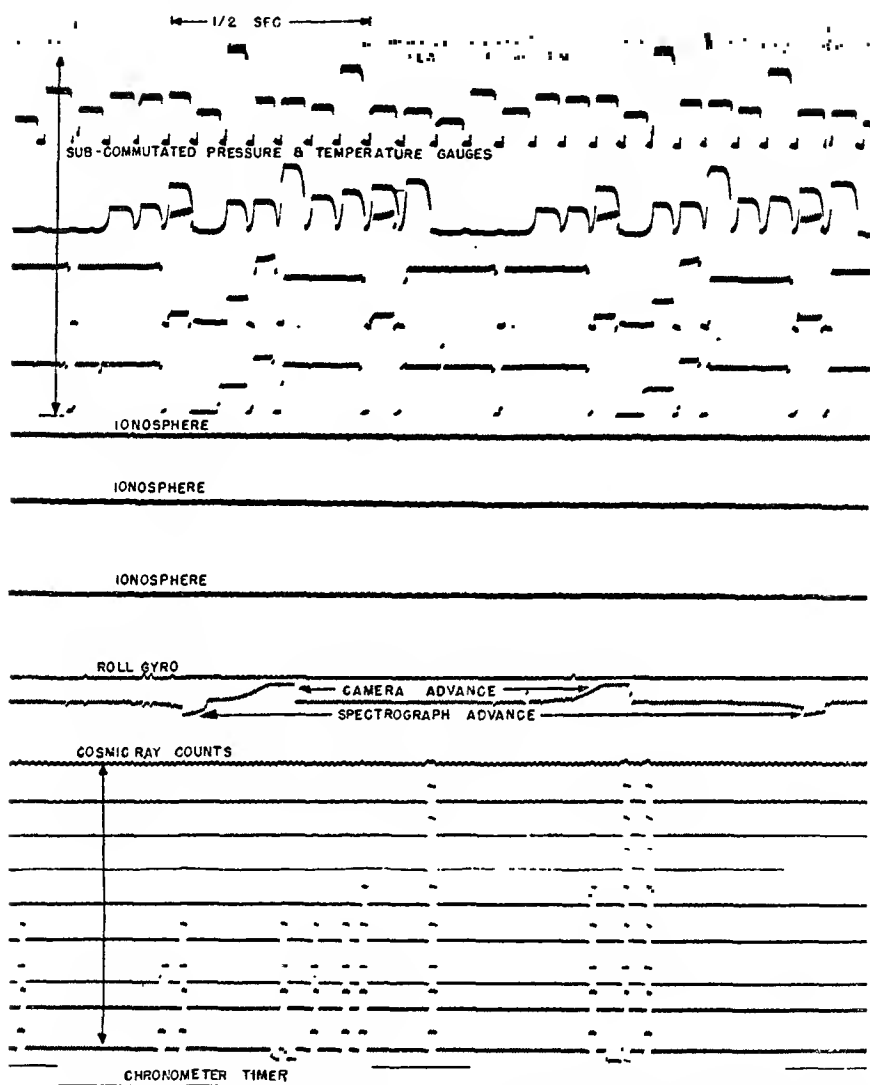 1/2 SEC
SUB-COMMUTATED PRESSURE & TEMPERATURE GAUGES
IONOSPHERE
IONOSPHERE
IONOSPHERE
ROLL GYRO
CAMERA ADVANCE
SPECTROGRAPH ADVANCE
COSMIC RAY COUNTS
CHRONOMETER TIMER